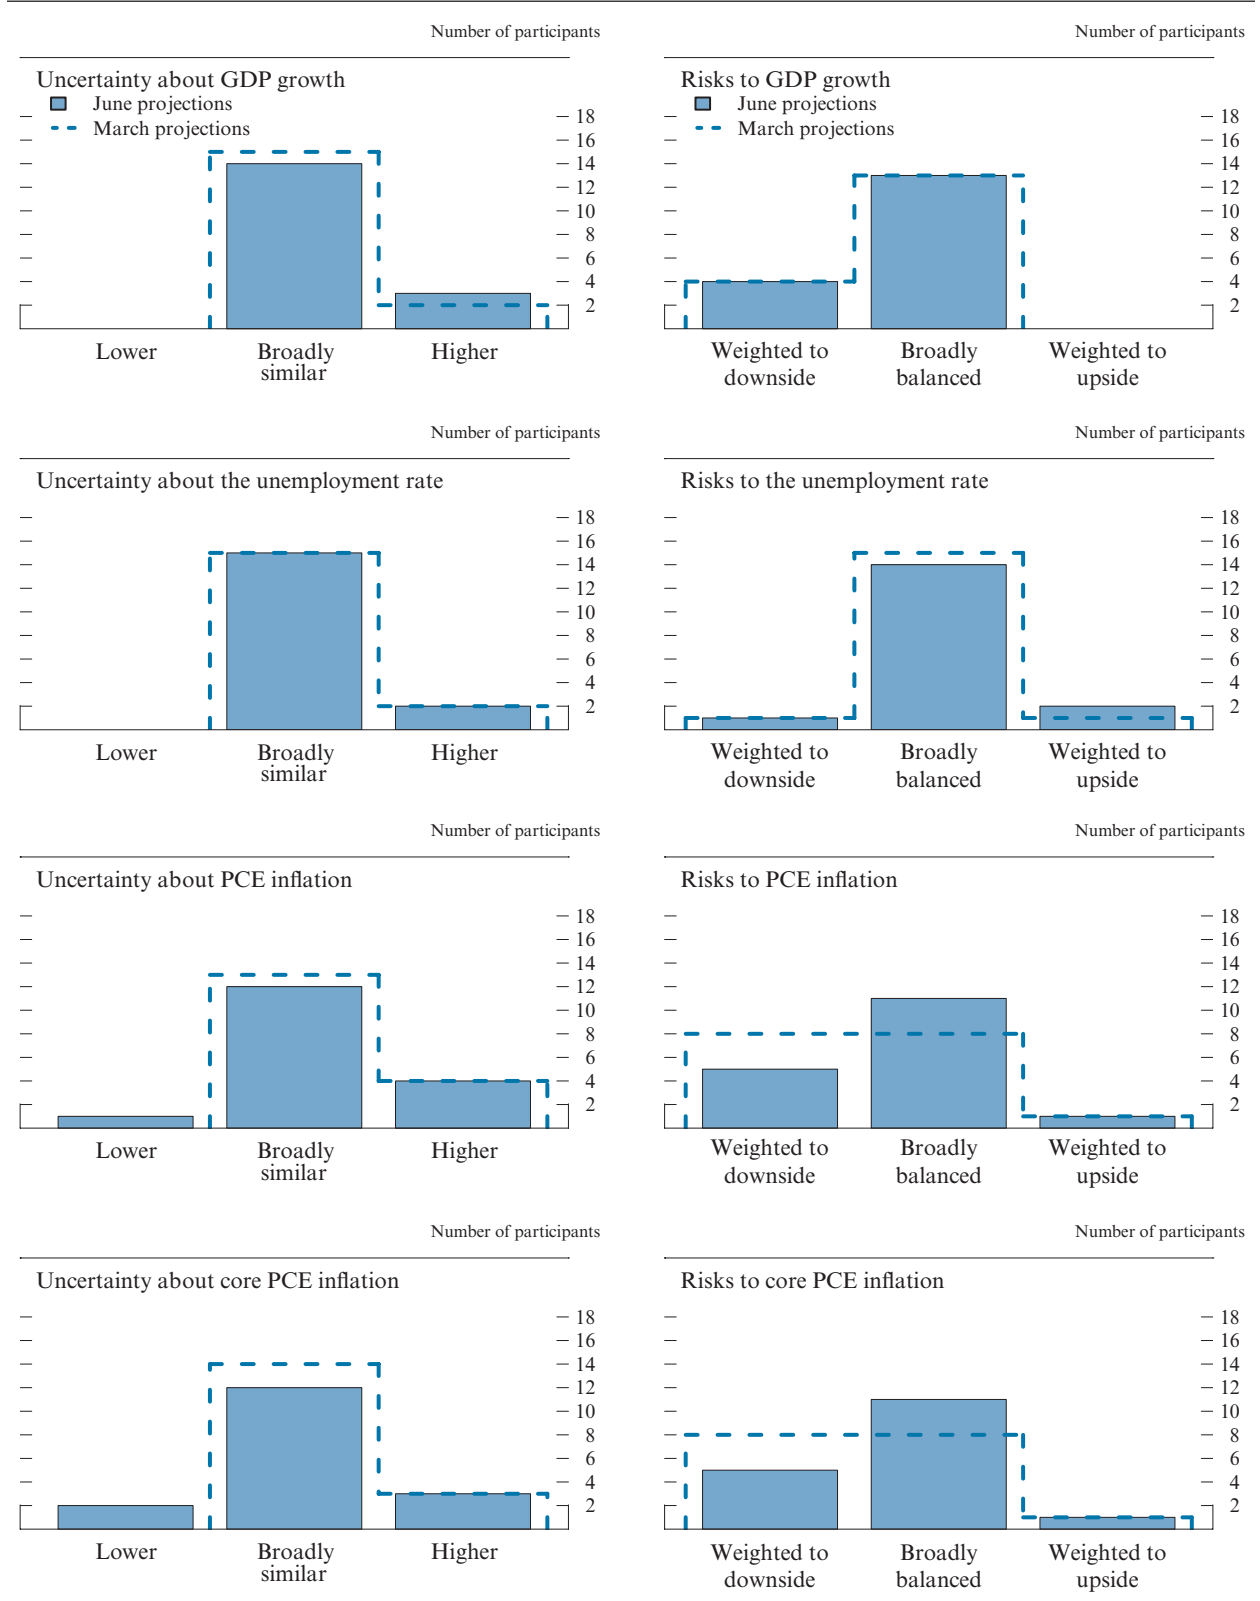 Number of participants
Uncertainty about GDP growth
June projections
March projections
18
16
14
12
10
8
6
4
2
Lower
Broadly
similar
Higher
Number of participants
Risks to GDP growth
June projections
March projections
18
16
14
12
10
8
6
4
2
Weighted to
downside
Broadly
balanced
Weighted to
upside
Number of participants
Uncertainty about the unemployment rate
18
16
14
12
10
8
6
4
2
Lower
Broadly
similar
Higher
Number of participants
Risks to the unemployment rate
18
16
14
12
10
8
6
4
2
Weighted to
downside
Broadly
balanced
Weighted to
upside
Number of participants
Uncertainty about PCE inflation
18
16
14
12
10
8
6
4
2
Lower
Broadly
similar
Higher
Number of participants
Risks to PCE inflation
18
16
14
12
10
8
6
4
2
Weighted to
downside
Broadly
balanced
Weighted to
upside
Number of participants
Uncertainty about core PCE inflation
18
16
14
12
10
8
6
4
2
Lower
Broadly
similar
Higher
Number of participants
Risks to core PCE inflation
18
16
14
12
10
8
6
4
2
Weighted to
downside
Broadly
balanced
Weighted to
upside